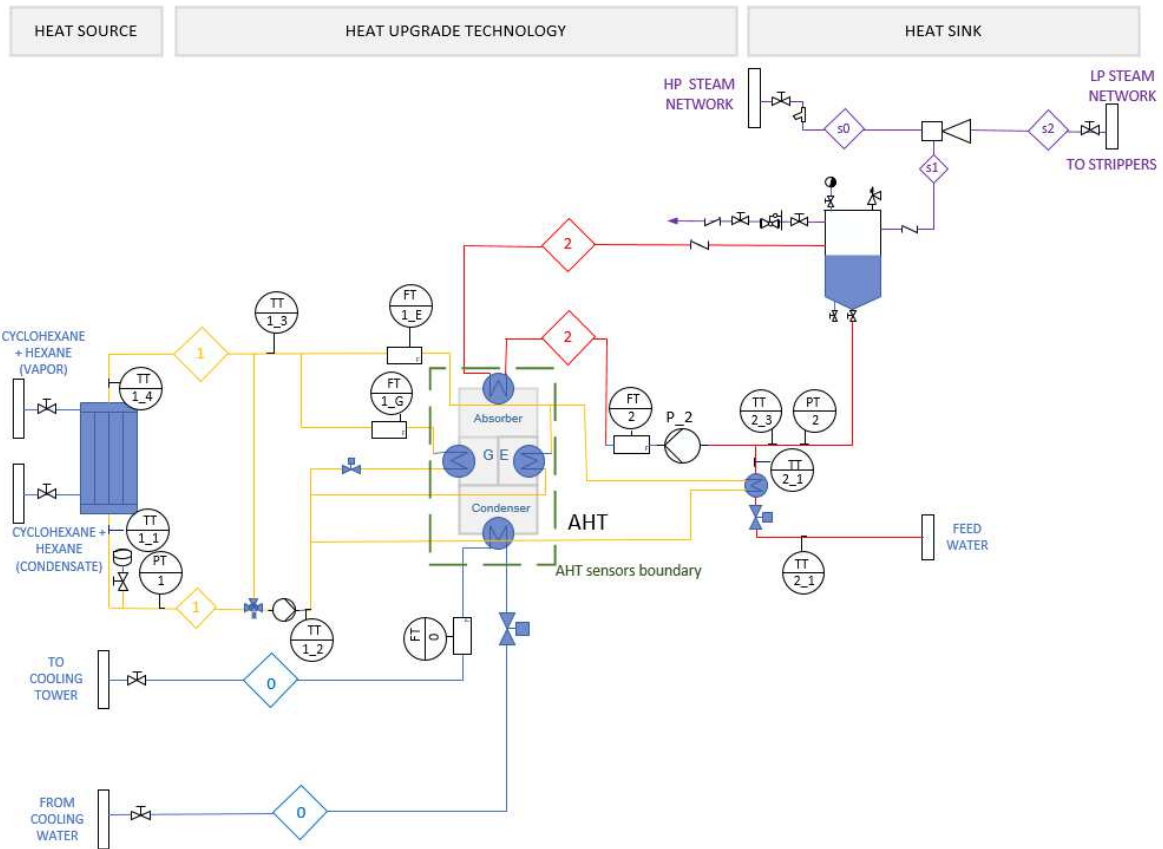 HEAT SOURCE
HEAT UPGRADE TECHNOLOGY
HEAT SINK
HP STEAM
NETWORK
LP STEAM
NETWORK
s0
s2
s1
TO STRIPPERS
2
FT
1_E
TT
1_3
CYCLOHEXANE
+ HEXANE
(VAPOR)
1
2
TT
1_4
FT
1_G
F
F
Absorber
G E
Condenser
AHT
AHT sensors boundary
FT
2
F
P_2
TT
2_3
PT
2
TT
2_1
FEED
WATER
TT
2_1
TT
1_1
CYCLOHEXANE +
HEXANE
(CONDENSATE)
PT
1
1
TT
1_2
FT
0
F
TO
COOLING
TOWER
0
FROM
COOLING
WATER
0